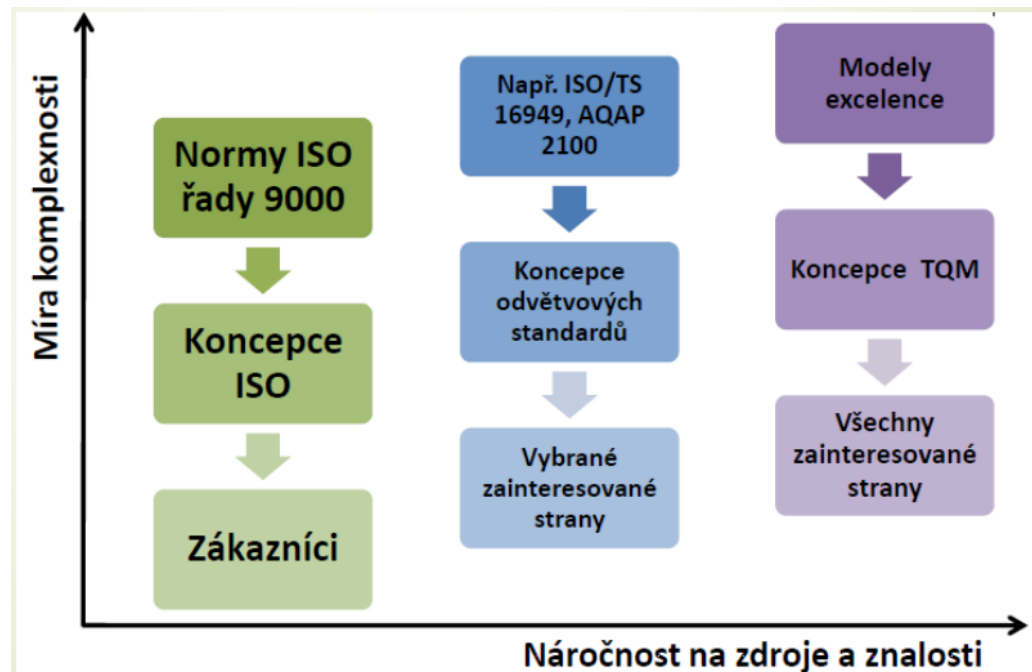 Míra komplexnosti
Normy ISO
řady 9000
Koncepce
ISO
Zákazníci
Např. ISO/TS
16949, AQAP
2100
Koncepce
odvětvových
standardů
Vybrané
zainteresované
strany
Modely
excelence
Koncepce TQM
Všechny
zainteresované
strany
Náročnost na zdroje a znalosti